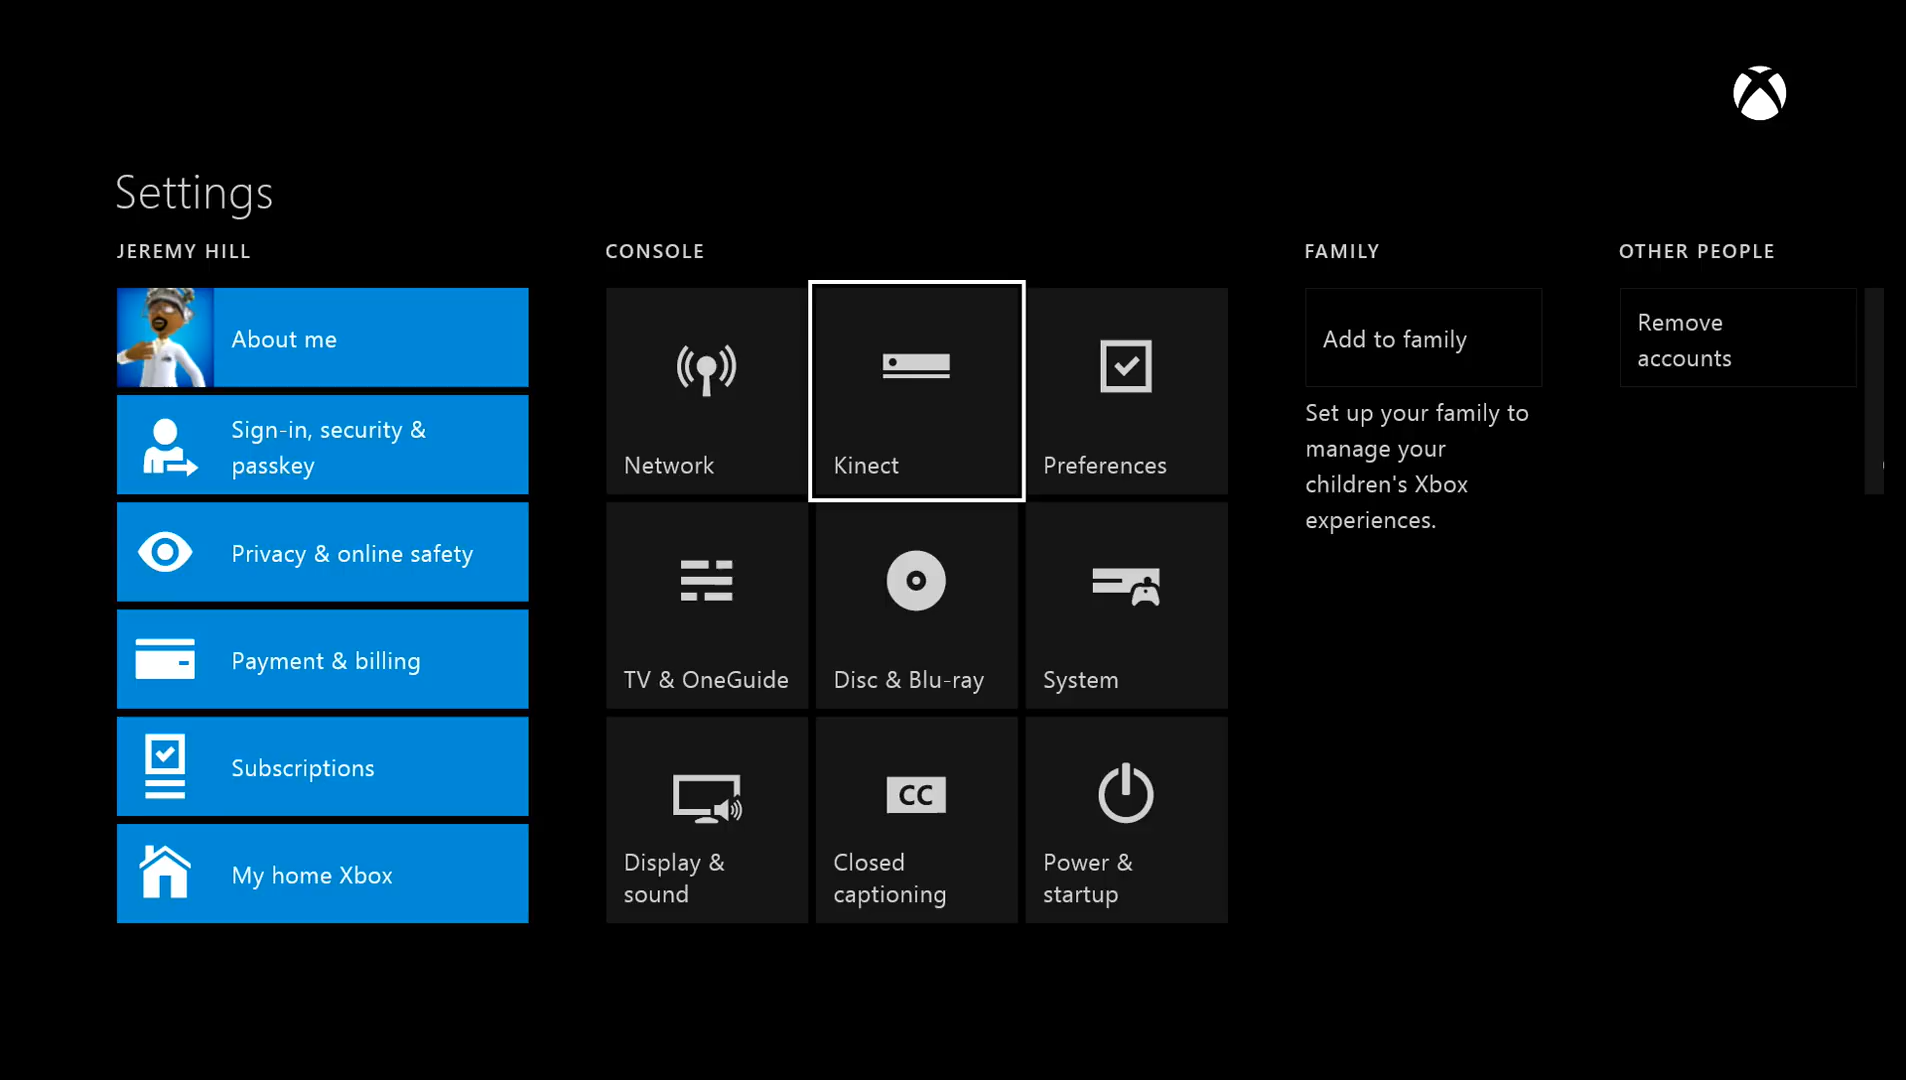 Settings
JEREMY HILL
About me
Sign-in, security &
passkey
Privacy & online safety
Payment & billing
Subscriptions
My home Xbox
CONSOLE
Network
Kinect
Preferences
TV & OneGuide
Disc & Blu-ray
System
Display &
sound
CC
Closed
captioning
Power &
startup
FAMILY
Add to family
Set up your family to
manage your
children's Xbox
experiences.
OTHER PEOPLE
Remove
accounts